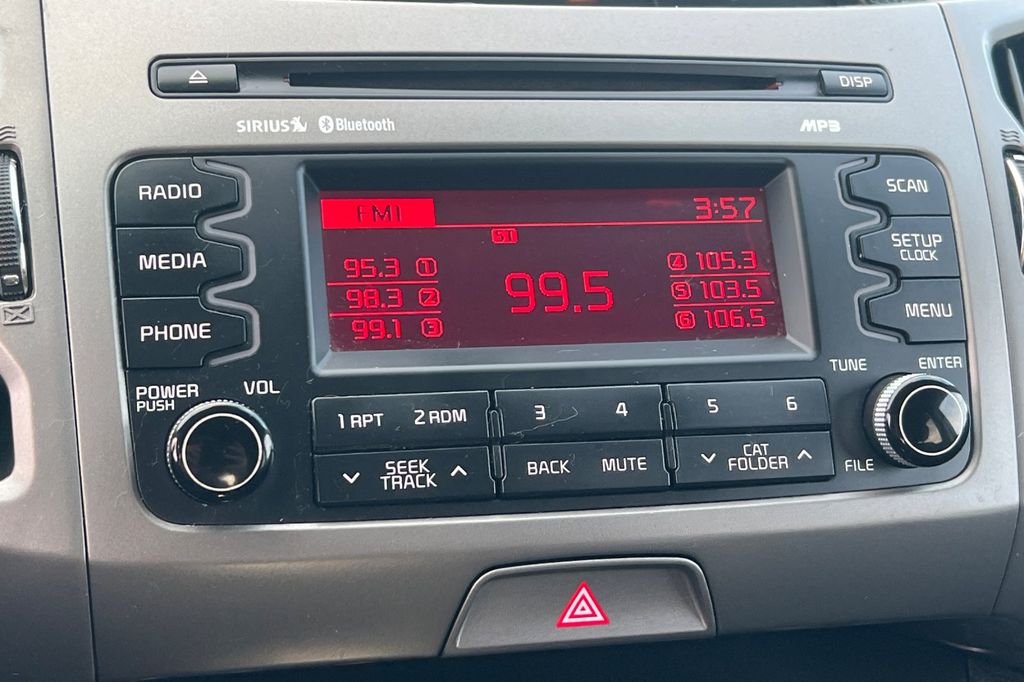 DISP
SIRIUS Bluetooth MP3
RADIO
MEDIA
PHONE
FM1 3:57
ST
95.3 1
98.3 2
99.1 3
99.5
4 105.3
5 103.5
6 106.5
SCAN
SETUP
CLOCK
MENU
POWER
PUSH
VOL
TUNE
ENTER
FILE
1 RPT 2 RDM 3 4 5 6
SEEK
TRACK
BACK MUTE
CAT
FOLDER